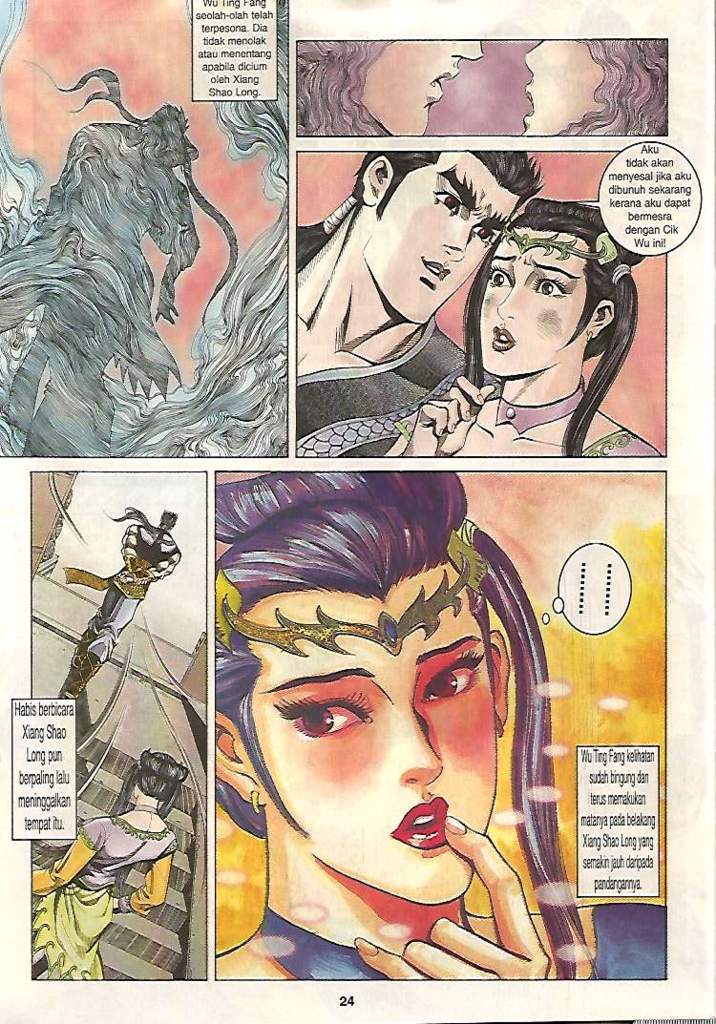 Wu Ting Fang
seolah-olah telah
terpesona. Dia
tidak menolak
atau menentang
apabila dicium
oleh Xiang
Shao Long.
Aku
tidak akan
menyesal jika aku
dibunuh sekarang
kerana aku dapat
bermesra
dengan Cik
Wu ini!
Habis berbicara
Xiang Shao
Long pun
berpaling lalu
meninggalkan
tempat itu.
Wu Ting Fang kelihatan
sudah bingung dan
terus memakukan
matanya pada belakang
Xiang Shao Long yang
semakin jauh daripada
pandangannya.
24